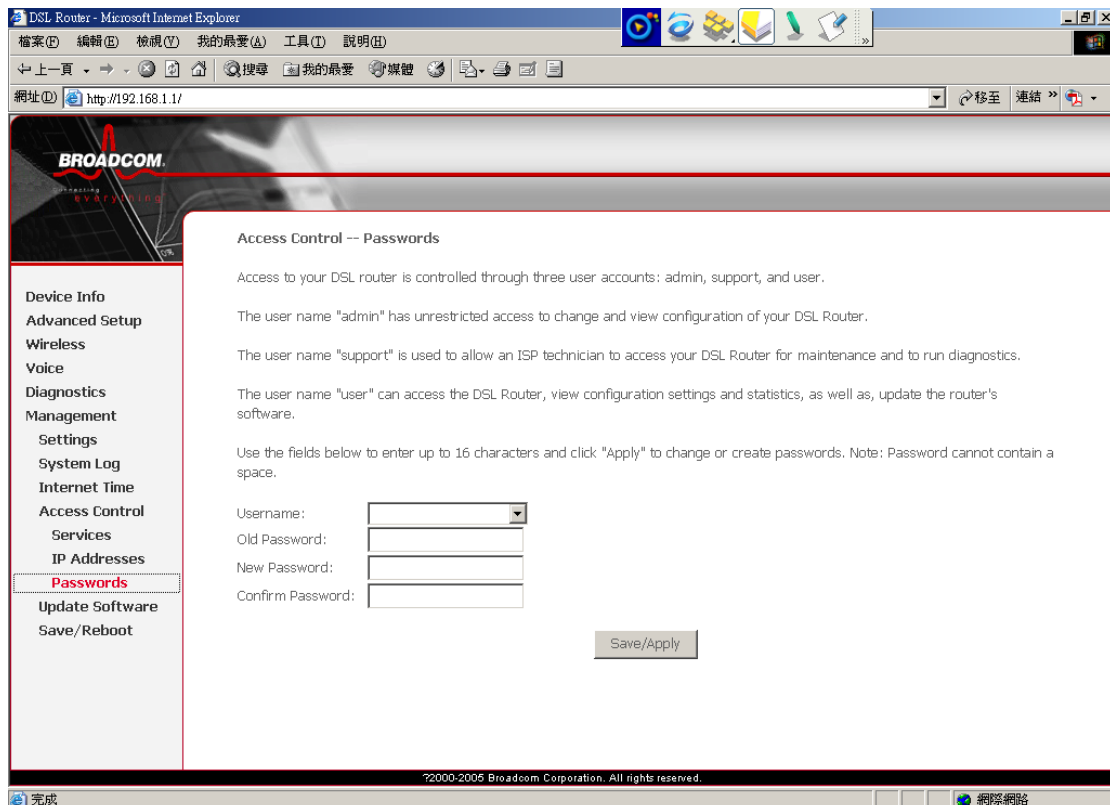 DSL Router - Microsoft Internet Explorer
檔案(F) 編輯(E) 檢視(V) 我的最愛(A) 工具(T) 說明(H)
上一頁 搜尋 我的最愛 媒體
網址(D) http://192.168.1.1/ 移至 連結 »
BROADCOM.
Connecting
everything
Access Control -- Passwords
Access to your DSL router is controlled through three user accounts: admin, support, and user.
The user name "admin" has unrestricted access to change and view configuration of your DSL Router.
The user name "support" is used to allow an ISP technician to access your DSL Router for maintenance and to run diagnostics.
The user name "user" can access the DSL Router, view configuration settings and statistics, as well as, update the router's
software.
Use the fields below to enter up to 16 characters and click "Apply" to change or create passwords. Note: Password cannot contain a
space.
Username:
Old Password:
New Password:
Confirm Password:
Save/Apply
Device Info
Advanced Setup
Wireless
Voice
Diagnostics
Management
Settings
System Log
Internet Time
Access Control
Services
IP Addresses
Passwords
Update Software
Save/Reboot
?2000-2005 Broadcom Corporation. All rights reserved.
完成 網際網路